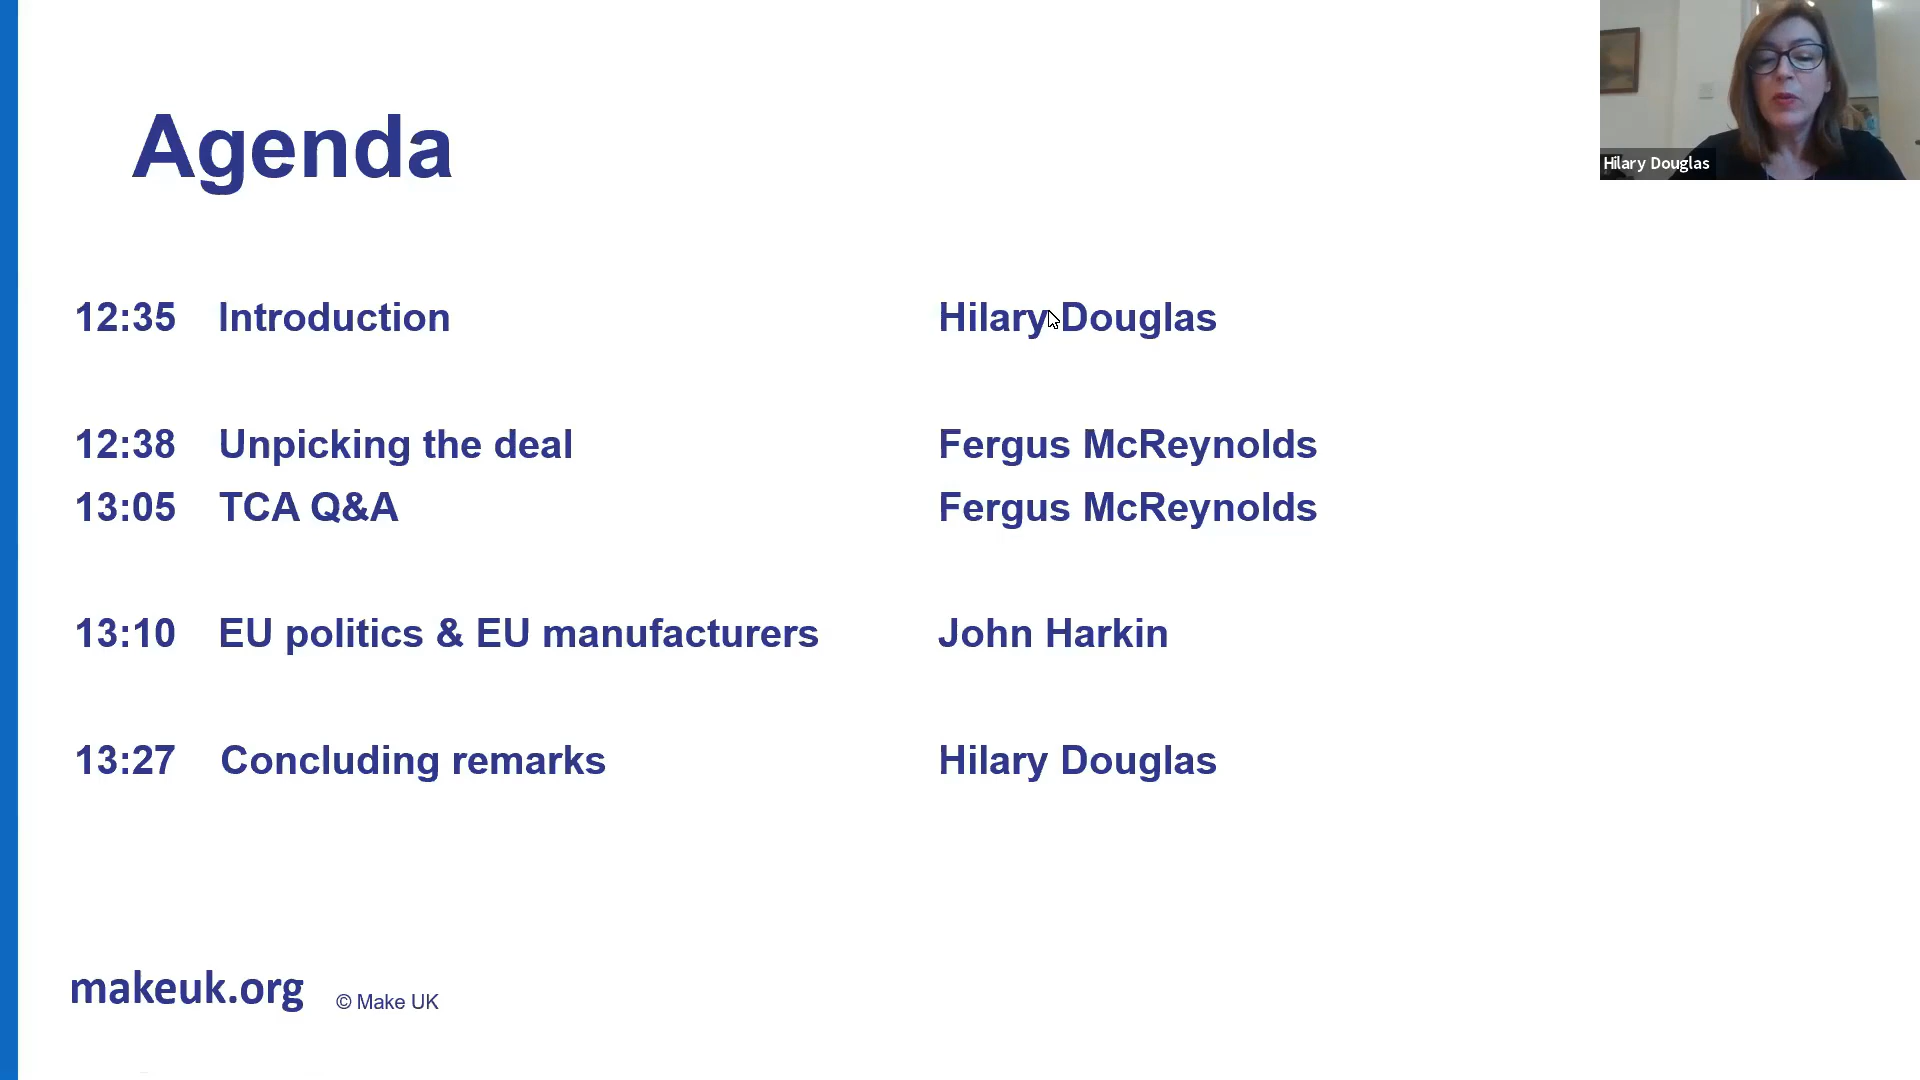 Agenda
Hilary Douglas
12:35 Introduction Hilary Douglas
12:38 Unpicking the deal Fergus McReynolds
13:05 TCA Q&A Fergus McReynolds
13:10 EU politics & EU manufacturers John Harkin
13:27 Concluding remarks Hilary Douglas
makeuk.org © Make UK